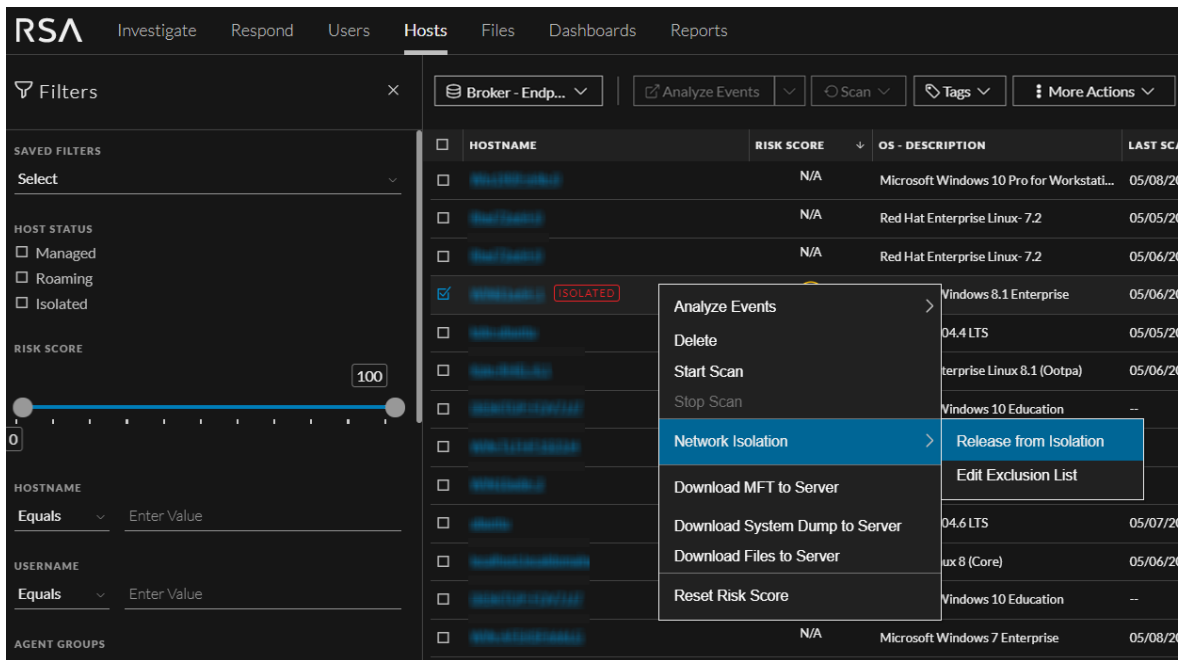 RSA Investigate Respond Users Hosts Files Dashboards Reports
Filters
SAVED FILTERS
Select
HOST STATUS
Managed
Roaming
Isolated
RISK SCORE
100
0
HOSTNAME
Equals Enter Value
USERNAME
Equals Enter Value
AGENT GROUPS
Broker - Endp... Analyze Events Scan Tags More Actions
HOSTNAME RISK SCORE OS - DESCRIPTION LAST SCA
N/A Microsoft Windows 10 Pro for Workstati... 05/08/20
N/A Red Hat Enterprise Linux- 7.2 05/05/20
N/A Red Hat Enterprise Linux- 7.2 05/06/20
ISOLATED Windows 8.1 Enterprise 05/06/20
04.4 LTS 05/05/20
terprise Linux 8.1 (Ootpa) 05/06/20
Windows 10 Education --
04.6 LTS 05/07/20
ux 8 (Core) 05/06/20
Windows 10 Education --
N/A Microsoft Windows 7 Enterprise 05/08/20
Analyze Events
Delete
Start Scan
Stop Scan
Network Isolation
Download MFT to Server
Download System Dump to Server
Download Files to Server
Reset Risk Score
Release from Isolation
Edit Exclusion List